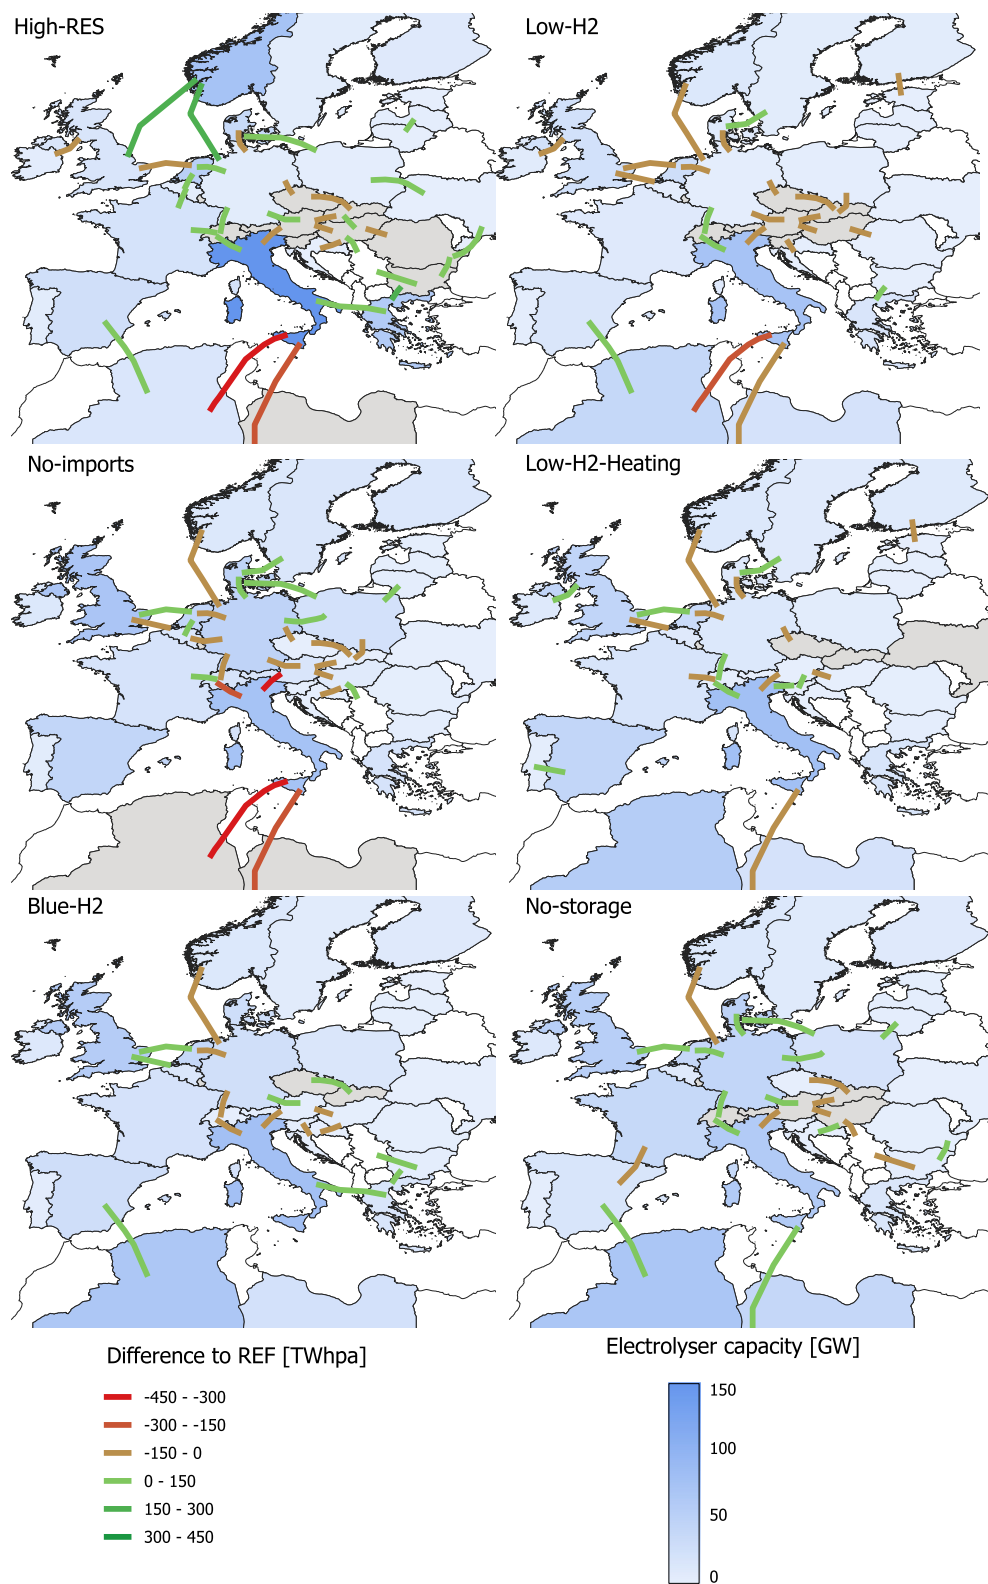 High-RES
Low-H2
No-imports
Low-H2-Heating
Blue-H2
No-storage
Difference to REF [TWhpa]
-450 - -300
-300 - -150
-150 - 0
0 - 150
150 - 300
300 - 450
Electrolyser capacity [GW]
150
100
50
0